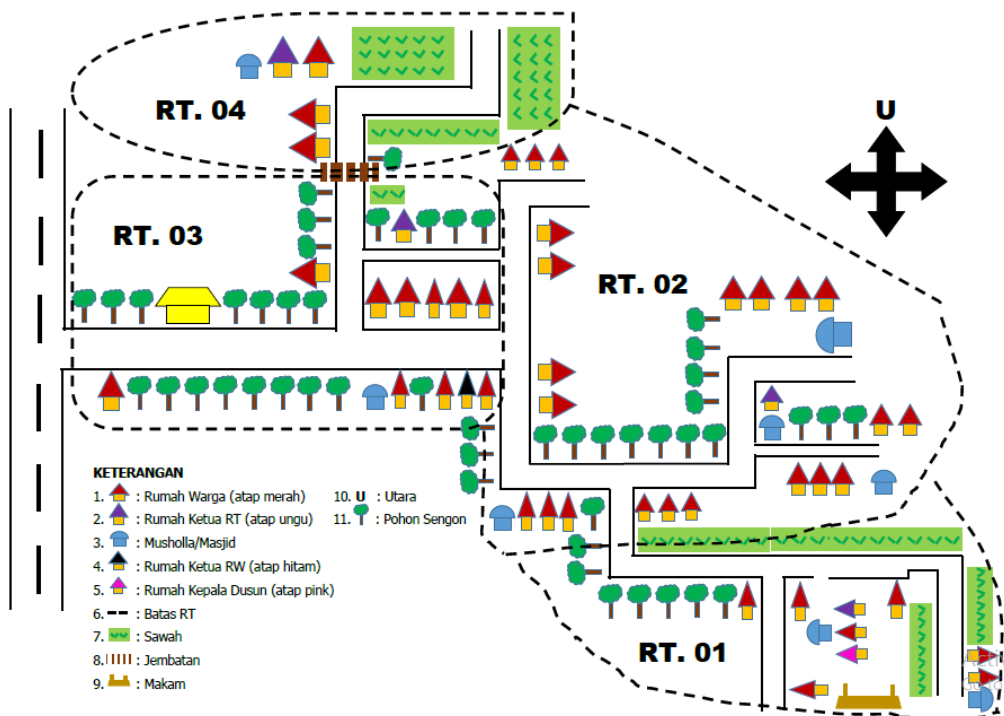 U
RT. 04
RT. 03
RT. 02
RT. 01
KETERANGAN
1. : Rumah Warga (atap merah)
2. : Rumah Ketua RT (atap ungu)
3. : Musholla/Masjid
4. : Rumah Ketua RW (atap hitam)
5. : Rumah Kepala Dusun (atap pink)
6. : Batas RT
7. : Sawah
8. : Jembatan
9. : Makam
10. U : Utara
11. : Pohon Sengon